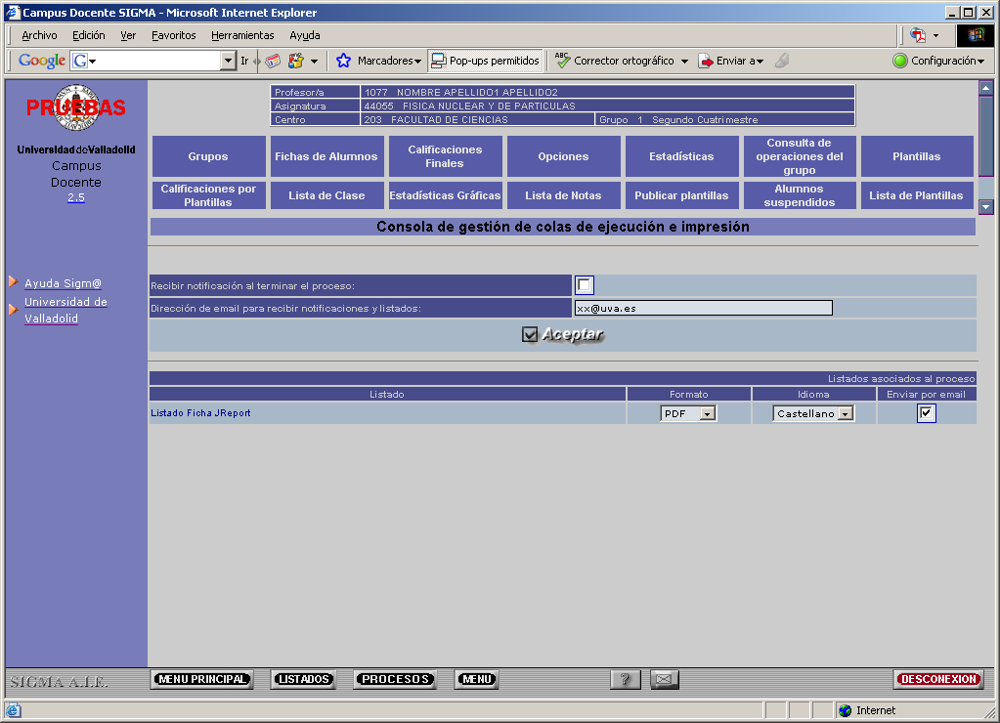 Campus Docente SIGMA - Microsoft Internet Explorer
Archivo Edición Ver Favoritos Herramientas Ayuda
Google G Ir Marcadores Pop-ups permitidos ABC Corrector ortográfico Enviar a Configuración
PRUEBAS
Universidad de Valladolid
Campus
Docente
2.5
Ayuda Sigm@
Universidad de
Valladolid
Profesor/a 1077 NOMBRE APELLIDO1 APELLIDO2
Asignatura 44055 FISICA NUCLEAR Y DE PARTICULAS
Centro 203 FACULTAD DE CIENCIAS Grupo 1 Segundo Cuatrimestre
Grupos
Fichas de Alumnos
Calificaciones
Finales
Opciones
Estadísticas
Consulta de
operaciones del
grupo
Plantillas
Calificaciones por
Plantillas
Lista de Clase
Estadísticas Gráficas
Lista de Notas
Publicar plantillas
Alumnos
suspendidos
Lista de Plantillas
Consola de gestión de colas de ejecución e impresión
Recibir notificación al terminar el proceso:
Dirección de email para recibir notificaciones y listados: xx@uva.es
Aceptar
Listados asociados al proceso
Listado Formato Idioma Enviar por email
Listado Ficha JReport PDF Castellano
SIGMA A.I.E. MENU PRINCIPAL LISTADOS PROCESOS MENU ? DESCONEXION
Internet